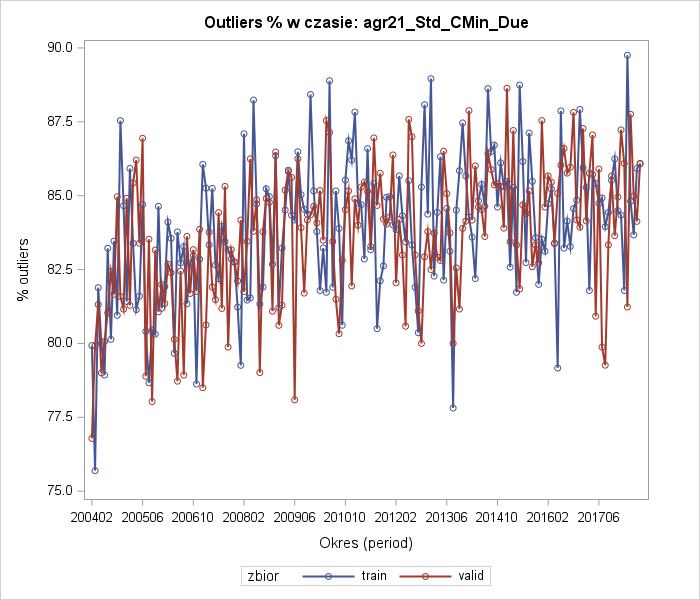 Outliers % w czasie: agr21_Std_CMin_Due
90.0
87.5
85.0
82.5
80.0
77.5
75.0
% outliers
200402 200506 200610 200802 200906 201010 201202 201306 201410 201602 201706
Okres (period)
zbior train valid